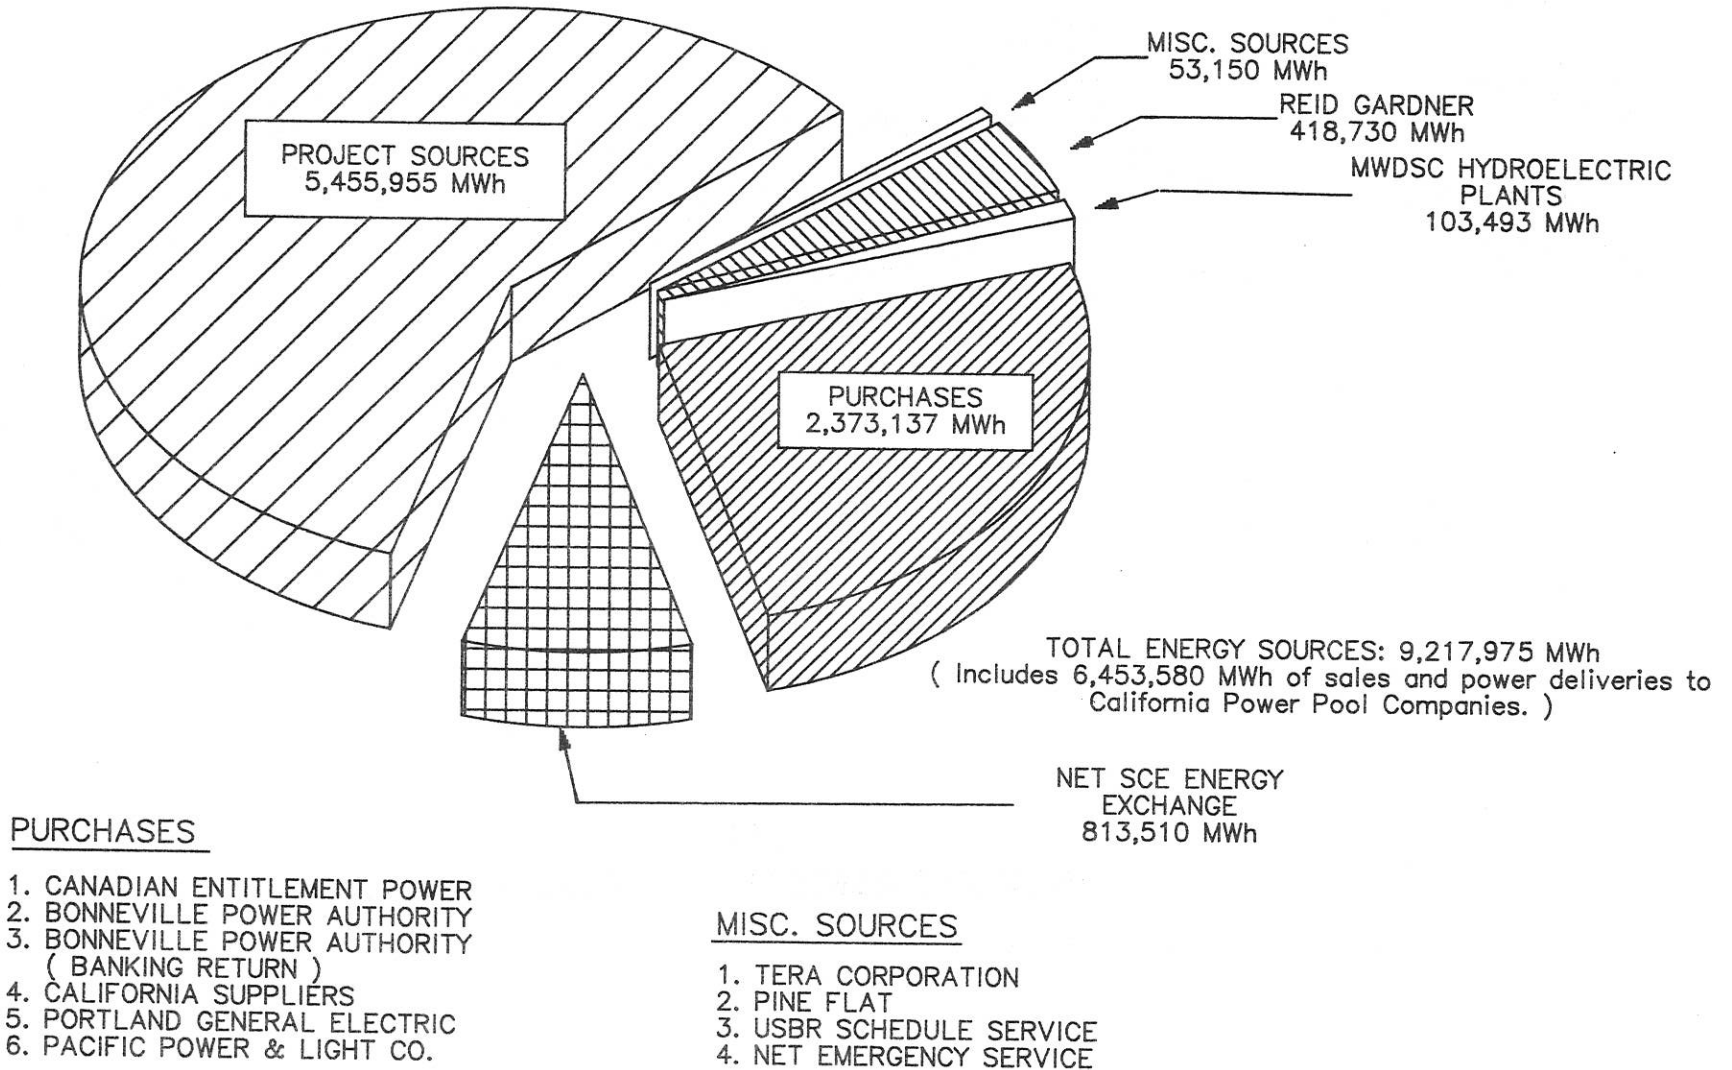 MISC. SOURCES
53,150 MWh
REID GARDNER
418,730 MWh
MWDSC HYDROELECTRIC
PLANTS
103,493 MWh
PROJECT SOURCES
5,455,955 MWh
PURCHASES
2,373,137 MWh
TOTAL ENERGY SOURCES: 9,217,975 MWh
( Includes 6,453,580 MWh of sales and power deliveries to
California Power Pool Companies. )
NET SCE ENERGY
EXCHANGE
813,510 MWh
PURCHASES
1. CANADIAN ENTITLEMENT POWER
2. BONNEVILLE POWER AUTHORITY
3. BONNEVILLE POWER AUTHORITY
( BANKING RETURN )
4. CALIFORNIA SUPPLIERS
5. PORTLAND GENERAL ELECTRIC
6. PACIFIC POWER & LIGHT CO.
MISC. SOURCES
1. TERA CORPORATION
2. PINE FLAT
3. USBR SCHEDULE SERVICE
4. NET EMERGENCY SERVICE